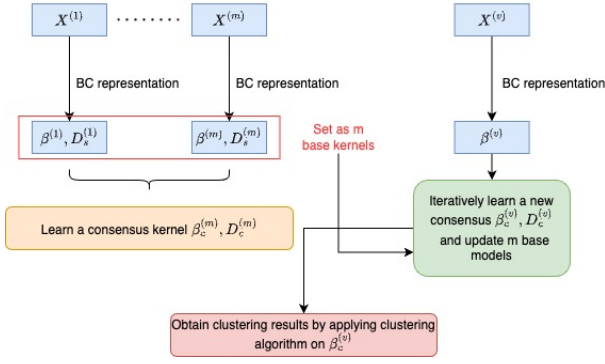 X^{(1)} ........ X^{(m)} X^{(v)}
BC representation BC representation BC representation
β^{(1)}, D_s^{(1)} β^{(m)}, D_s^{(m)} β^{(v)}
Set as m
base kernels
Learn a consensus kernel β_c^{(m)}, D_c^{(m)}
Iteratively learn a new
consensus β_c^{(v)}, D_c^{(v)}
and update m base
models
Obtain clustering results by applying clustering
algorithm on β_c^{(v)}